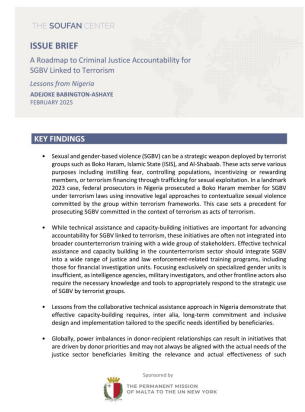 THE SOUFAN CENTER
ISSUE BRIEF
A Roadmap to Criminal Justice Accountability for
SGBV Linked to Terrorism
Lessons from Nigeria
ADEJOKE BABINGTON-ASHAYE
FEBRUARY 2025
KEY FINDINGS
• Sexual and gender-based violence (SGBV) can be a strategic weapon deployed by terrorist
groups such as Boko Haram, Islamic State (ISIS), and Al-Shabaab. These acts serve various
purposes including instilling fear, controlling populations, incentivizing or rewarding
members, or terrorism financing through trafficking for sexual exploitation. In a landmark
2023 case, federal prosecutors in Nigeria prosecuted a Boko Haram member for SGBV
under terrorism laws using innovative legal approaches to contextualize sexual violence
committed by the group within terrorism frameworks. This case sets a precedent for
prosecuting SGBV committed in the context of terrorism as acts of terrorism.
• While technical assistance and capacity-building initiatives are important for advancing
accountability for SGBV linked to terrorism, these initiatives are often not integrated into
broader counterterrorism training with a wide group of stakeholders. Effective technical
assistance and capacity building in the counterterrorism sector should integrate SGBV
into a wide range of justice and law enforcement-related training programs, including
those for financial investigation units. Focusing exclusively on specialized gender units is
insufficient, as intelligence agencies, military investigators, and other frontline actors also
require the necessary knowledge and tools to appropriately respond to the strategic use
of SGBV by terrorist groups.
• Lessons from the collaborative technical assistance approach in Nigeria demonstrate that
effective capacity-building requires, inter alia, long-term commitment and inclusive
design and implementation tailored to the specific needs identified by beneficiaries.
• Globally, power imbalances in donor-recipient relationships can result in initiatives that
are driven by donor priorities and may not always be aligned with the actual needs of the
justice sector beneficiaries limiting the relevance and actual effectiveness of such
Sponsored by
THE PERMANENT MISSION
OF MALTA TO THE UN NEW YORK